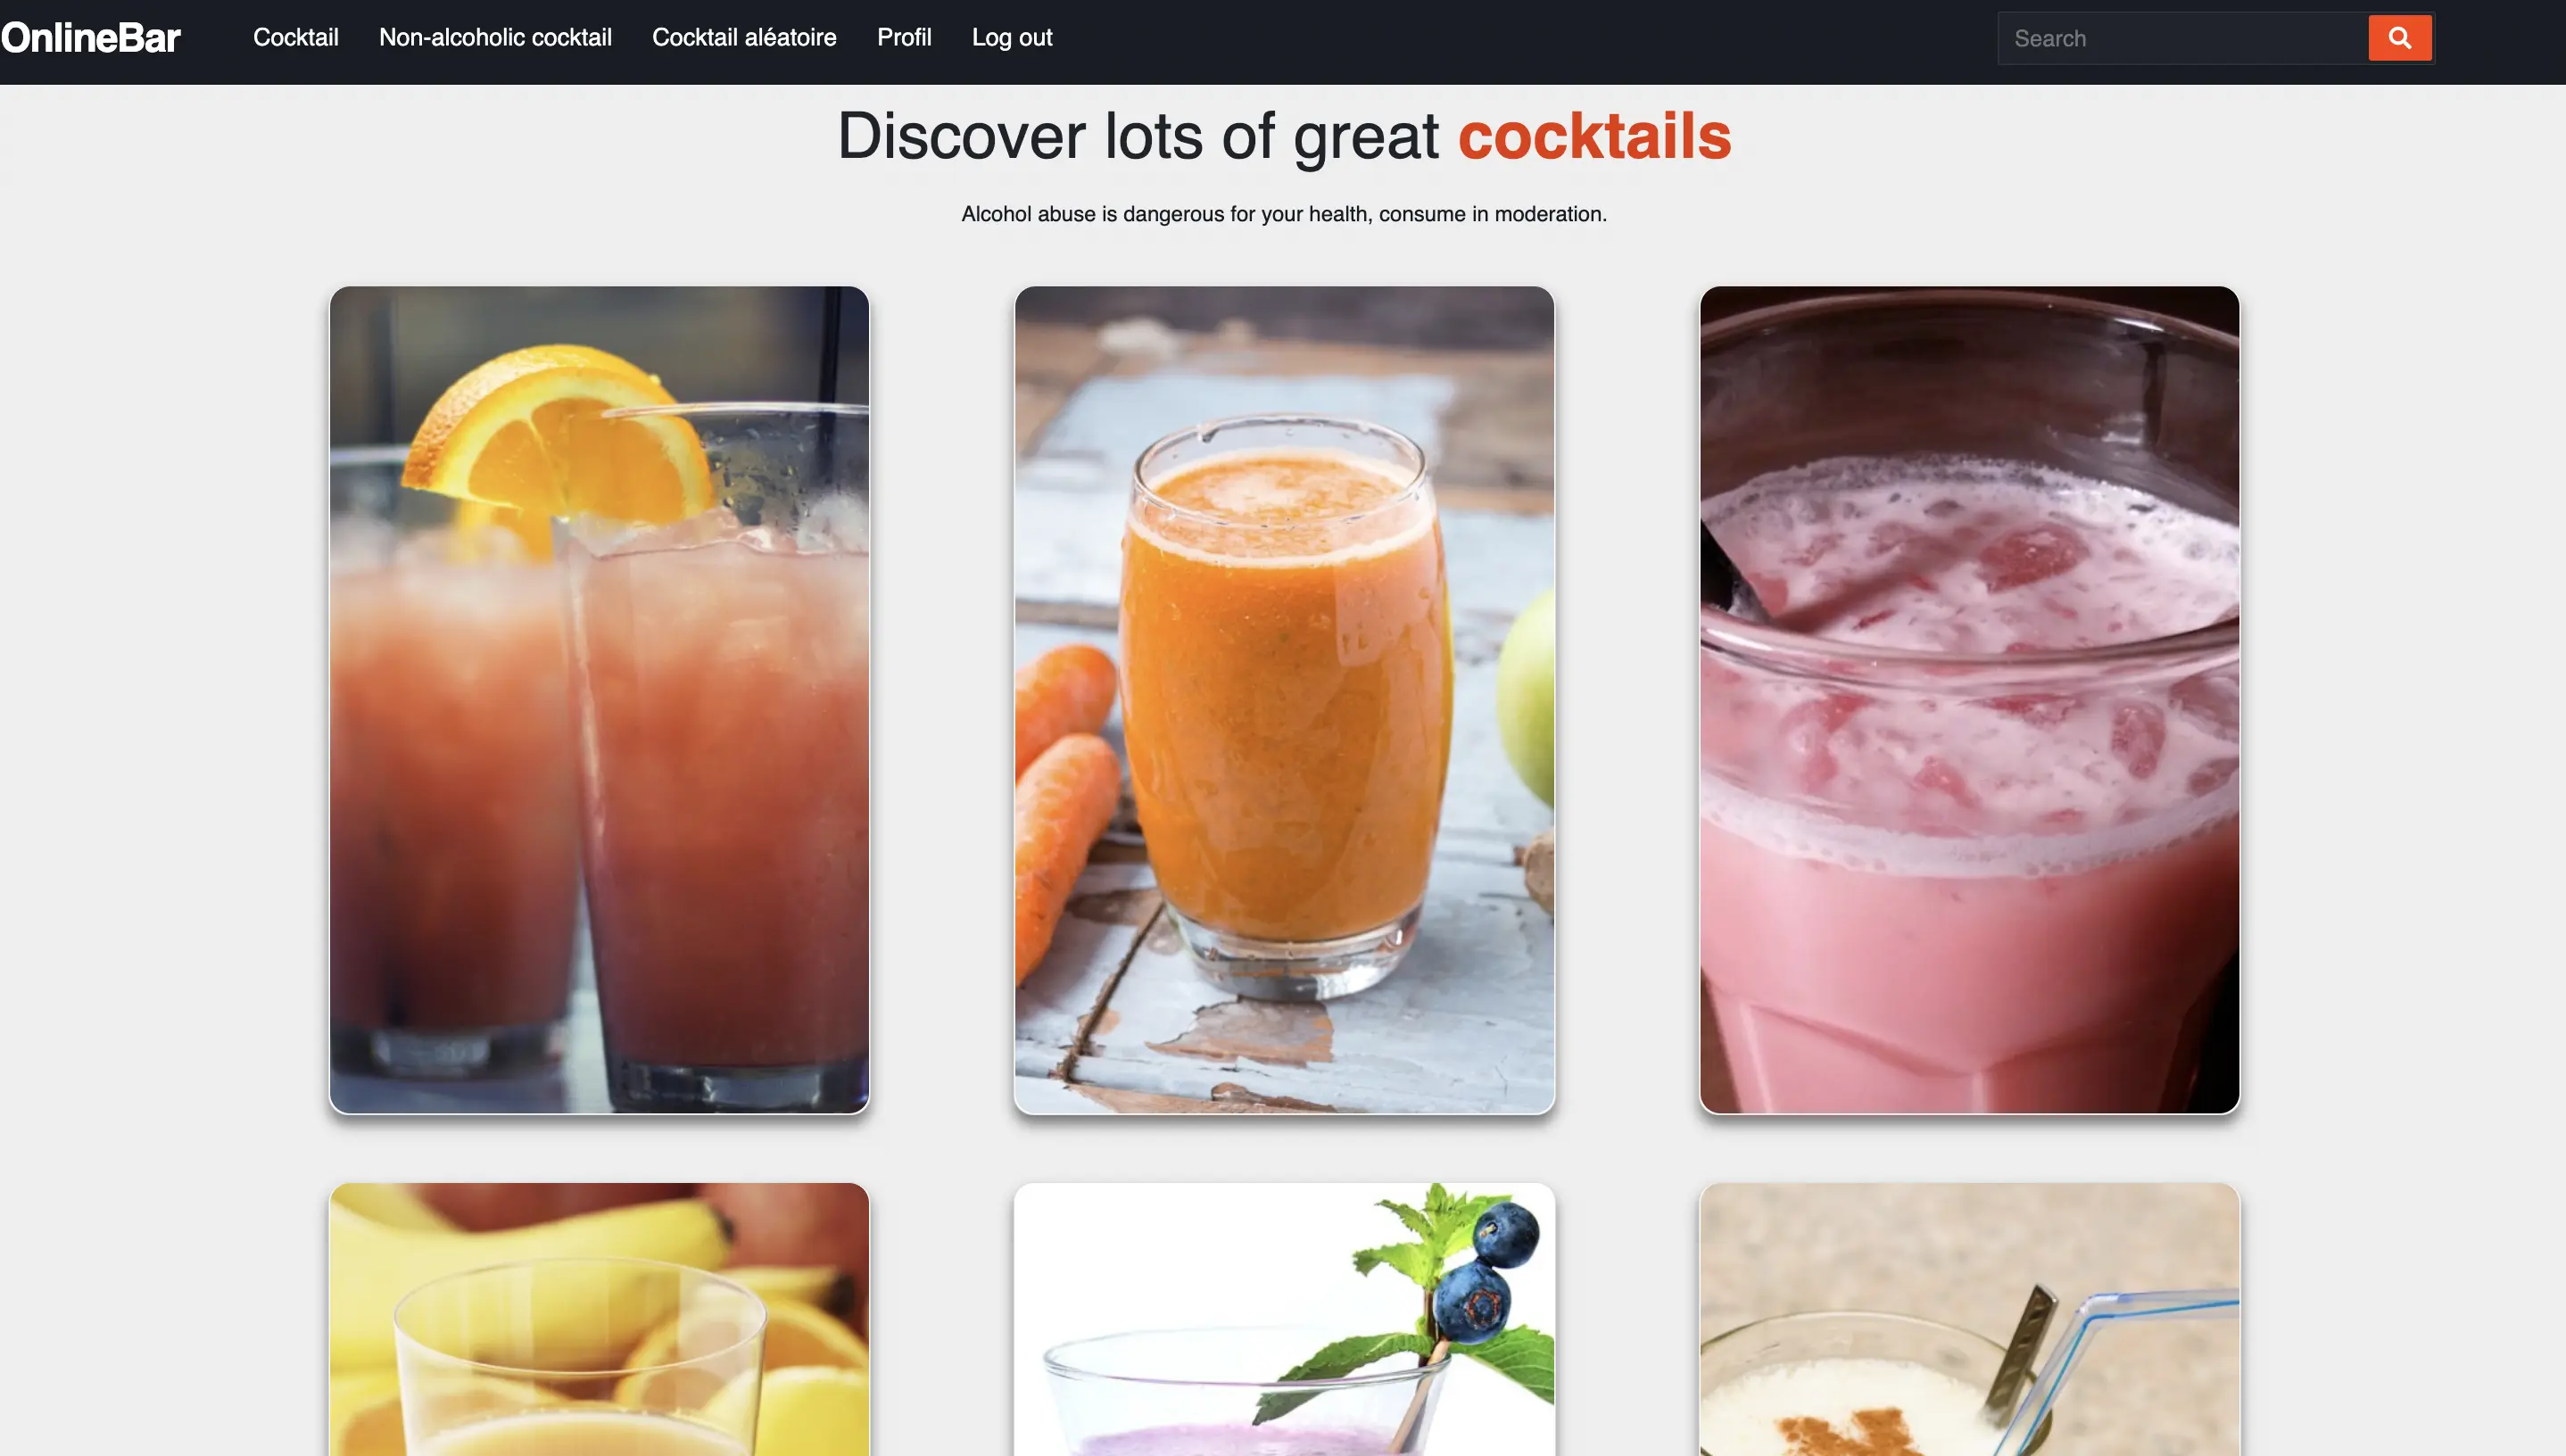 OnlineBar
Cocktail
Non-alcoholic cocktail
Cocktail aléatoire
Profil
Log out
Search
Discover lots of great cocktails
Alcohol abuse is dangerous for your health, consume in moderation.